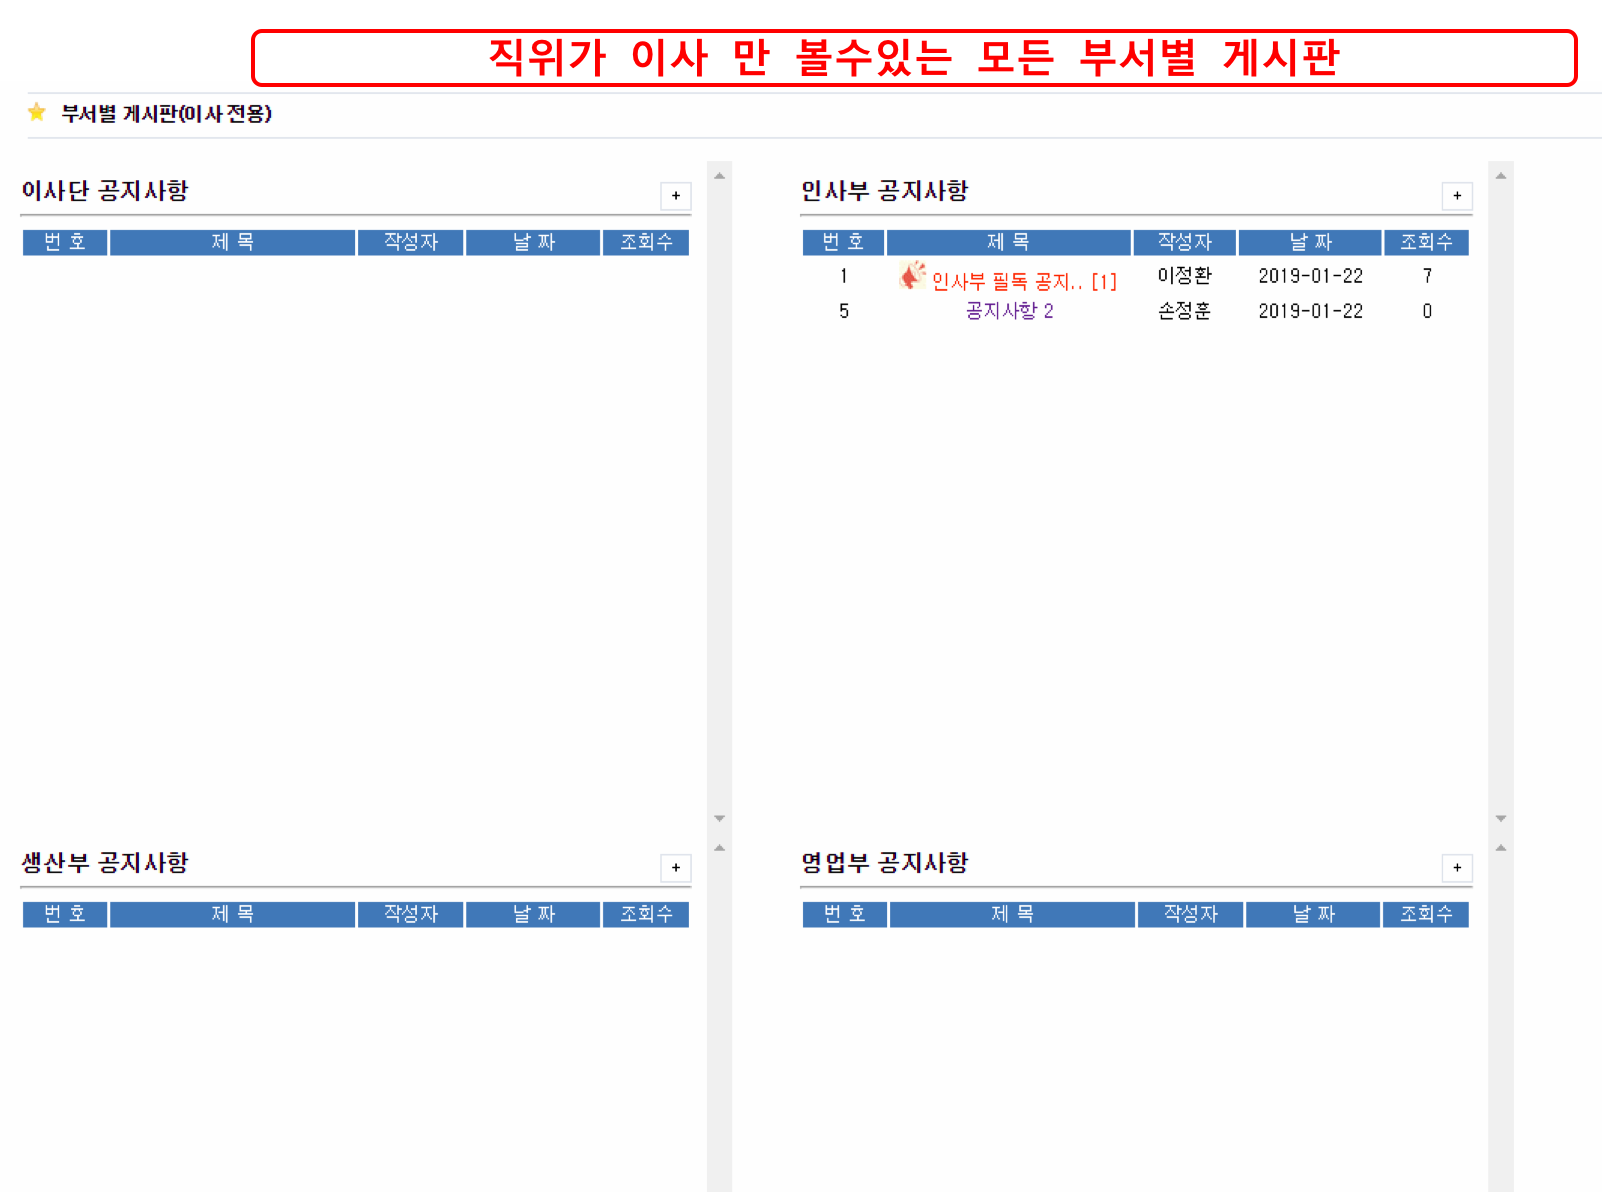 직위가 이사 만 볼수있는 모든 부서별 게시판
부서별 게시판(이사 전용)
이사단 공지사항 +
번 호 제 목 작성자 날 짜 조회수
인사부 공지사항 +
번 호 제 목 작성자 날 짜 조회수
1 인사부 필독 공지.. [1] 이정환 2019-01-22 7
5 공지사항 2 손정훈 2019-01-22 0
생산부 공지사항 +
번 호 제 목 작성자 날 짜 조회수
영업부 공지사항 +
번 호 제 목 작성자 날 짜 조회수